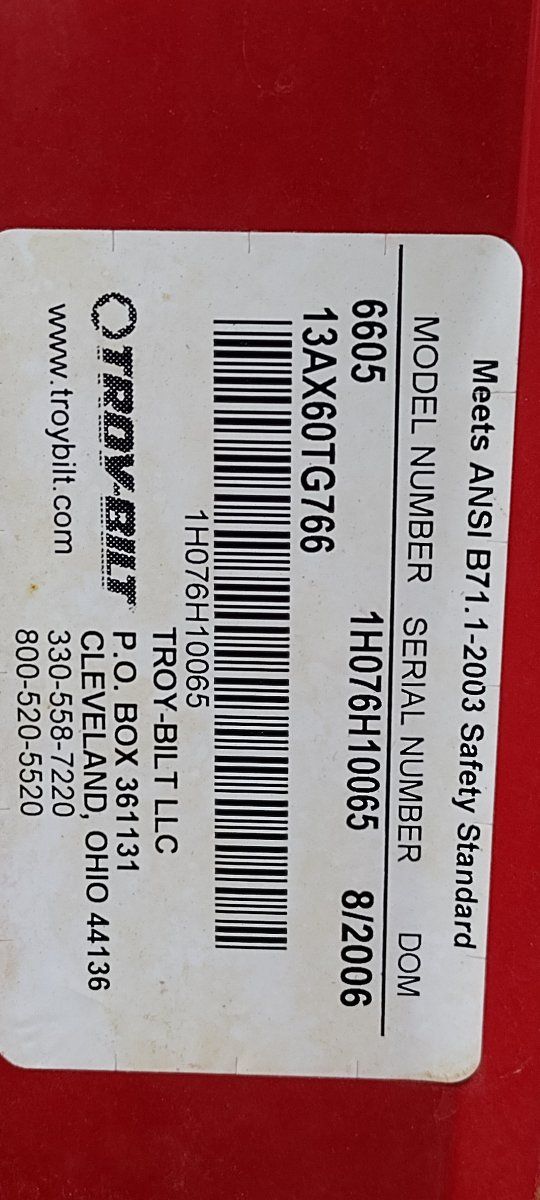 Meets ANSI B71.1-2003 Safety Standard
MODEL NUMBER SERIAL NUMBER DOM
6605 1H076H10065 8/2006
13AX60TG766
1H076H10065
TROY-BILT
www.troybilt.com
TROY-BILT LLC
P.O. BOX 361131
CLEVELAND, OHIO 44136
330-558-7220
800-520-5520